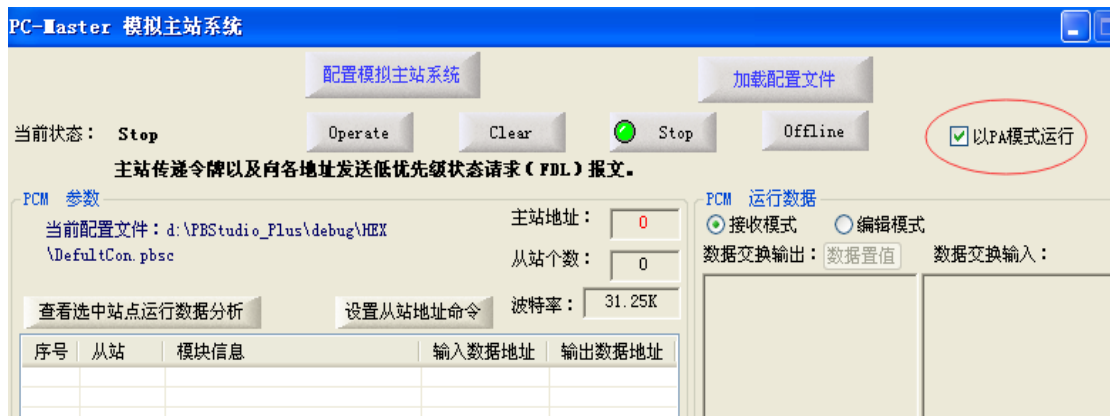 PC-Master 模拟主站系统
配置模拟主站系统
加载配置文件
当前状态： Stop
Operate
Clear
Stop
Offline
以PA模式运行
主站传递令牌以及向各地址发送低优先级状态请求（FDL）报文。
PCM 参数
当前配置文件：d:\PBStudio_Plus\debug\HEX
\DefultCon.pbsc
主站地址： 0
从站个数： 0
波特率： 31.25K
查看选中站点运行数据分析
设置从站地址命令
序号 从站 模块信息 输入数据地址 输出数据地址
PCM 运行数据
接收模式 编辑模式
数据交换输出： 数据置值 数据交换输入：